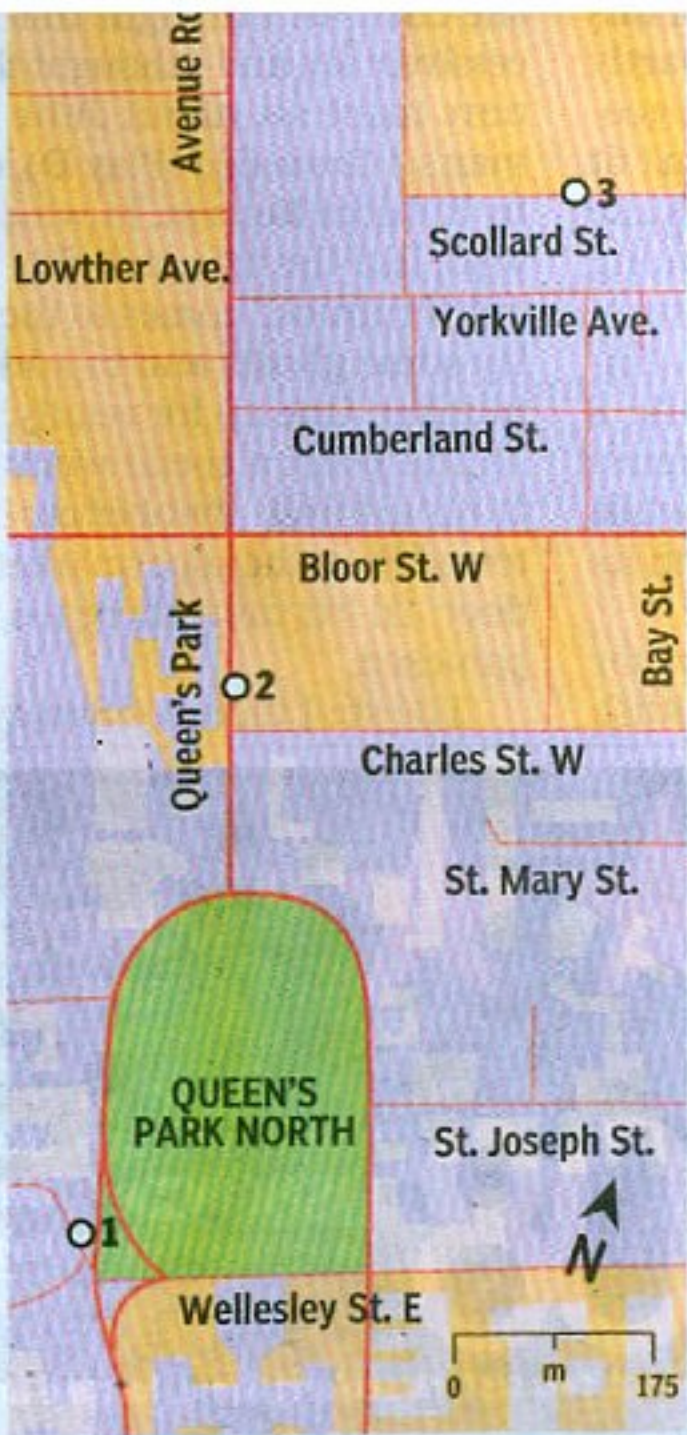 Avenue Ro
3
Scollard St.
Lowther Ave.
Yorkville Ave.
Cumberland St.
Bloor St. W
Bay St.
Queen's Park
2
Charles St. W
St. Mary St.
QUEEN'S
PARK NORTH
St. Joseph St.
1
N
Wellesley St. E
m
0
175